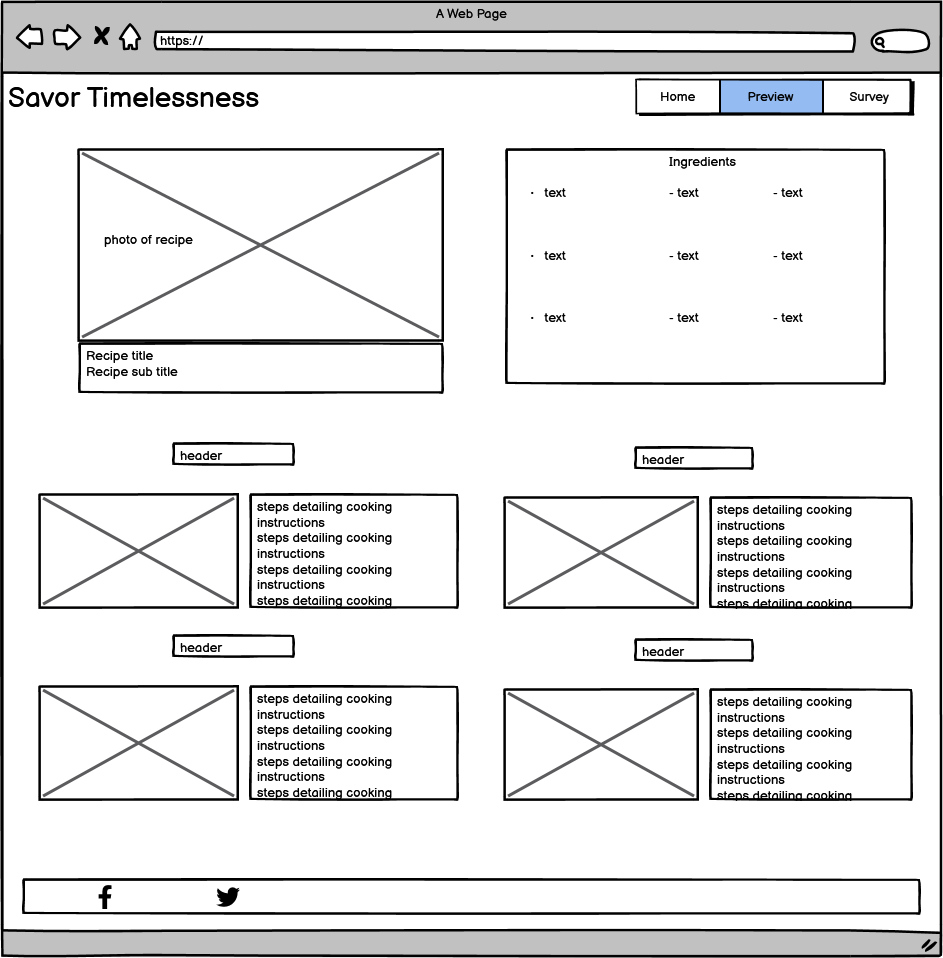 A Web Page
https://
Savor Timelessness
Home Preview Survey
photo of recipe
Recipe title
Recipe sub title
Ingredients
· text - text - text
· text - text - text
· text - text - text
header
steps detailing cooking
instructions
steps detailing cooking
instructions
steps detailing cooking
instructions
steps detailing cooking
header
steps detailing cooking
instructions
steps detailing cooking
instructions
steps detailing cooking
instructions
steps detailing cooking
header
steps detailing cooking
instructions
steps detailing cooking
instructions
steps detailing cooking
instructions
steps detailing cooking
header
steps detailing cooking
instructions
steps detailing cooking
instructions
steps detailing cooking
instructions
steps detailing cooking